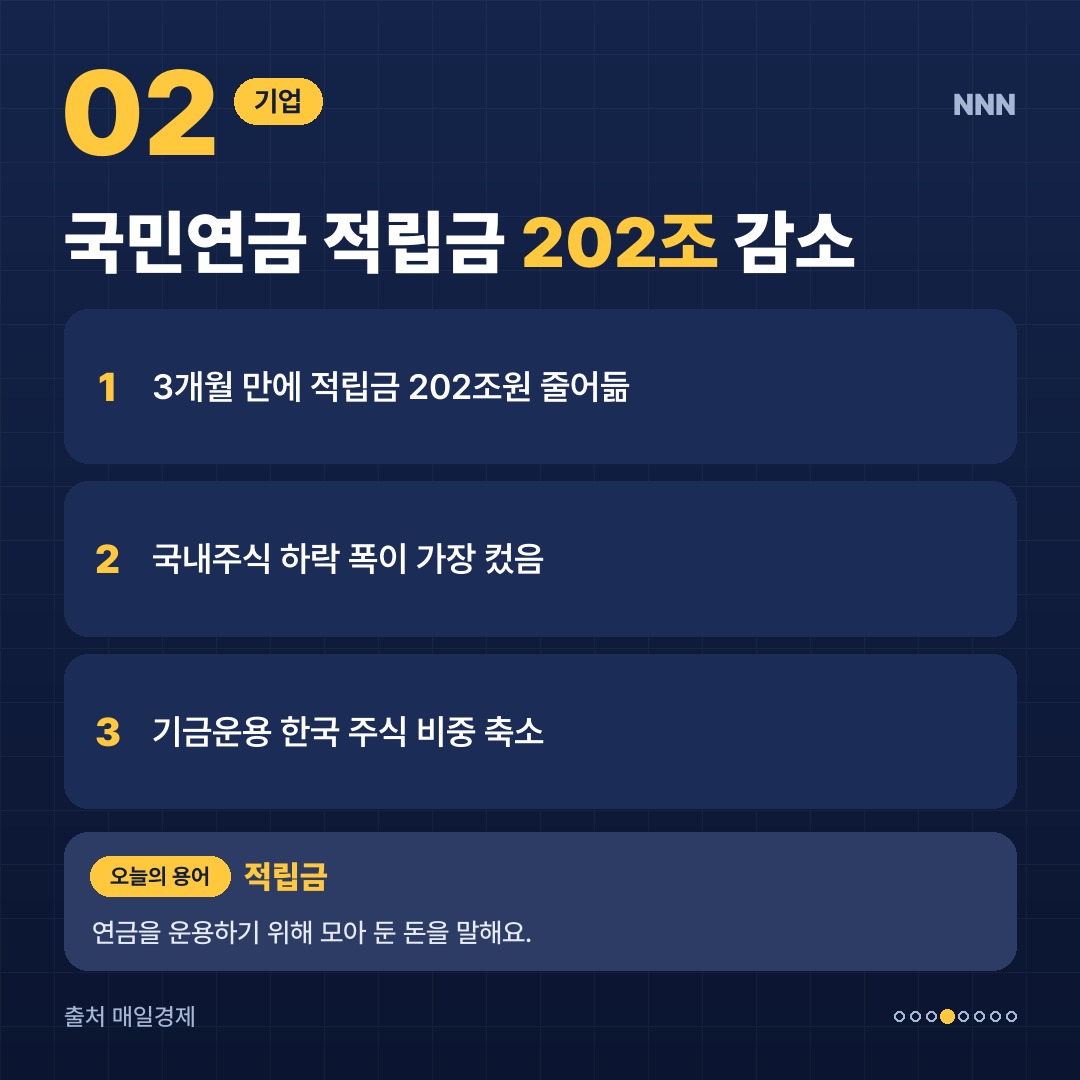 02 기업
NNN
국민연금 적립금 202조 감소
1 3개월 만에 적립금 202조원 줄어듦
2 국내주식 하락 폭이 가장 컸음
3 기금운용 한국 주식 비중 축소
오늘의 용어 적립금
연금을 운용하기 위해 모아 둔 돈을 말해요.
출처 매일경제